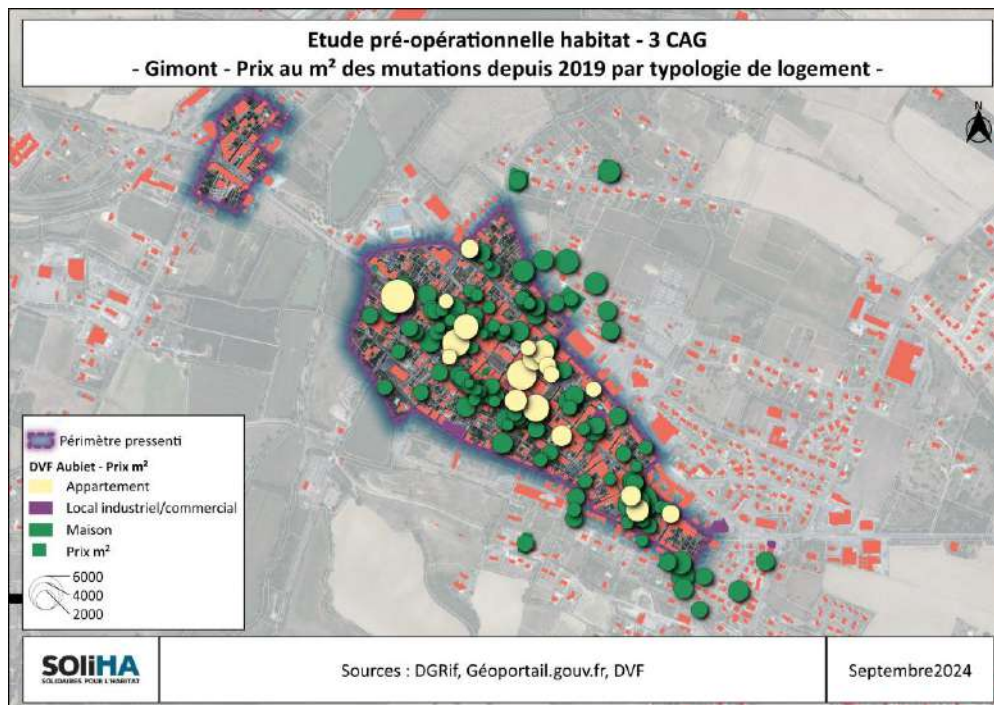 Etude pré-opérationnelle habitat - 3 CAG
- Gimont - Prix au m² des mutations depuis 2019 par typologie de logement -
N
Périmètre pressenti
DVF Aubiet - Prix m²
Appartement
Local industriel/commercial
Maison
Prix m²
6000
4000
2000
SOLiHA
SOLIDAIRES POUR L'HABITAT
Sources : DGRif, Géoportail.gouv.fr, DVF
Septembre2024